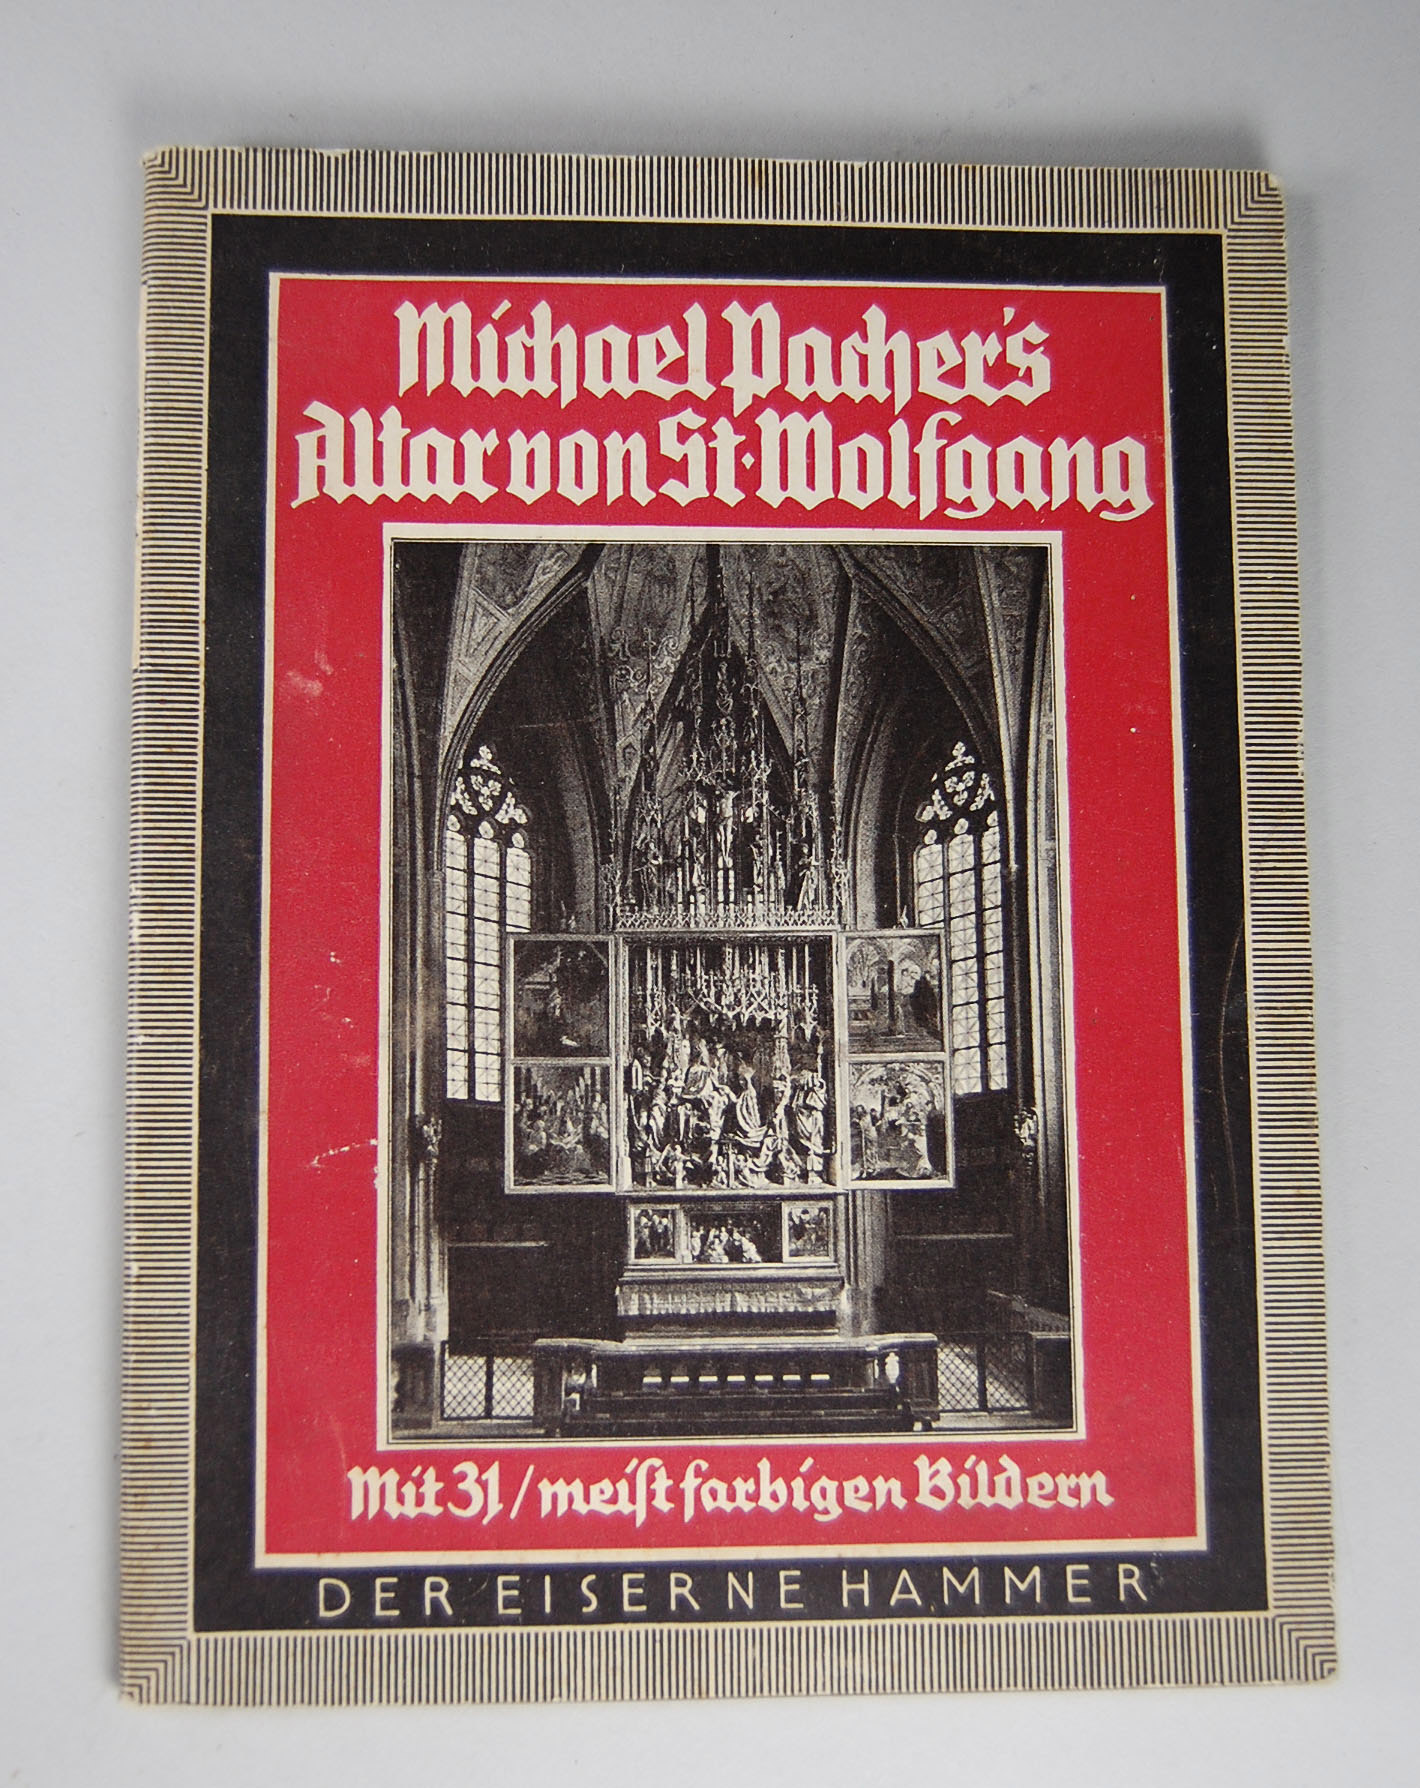 Michael Pacher's
Altar von St. Wolfgang
Mit 31 / meiſt farbigen Bildern
DER EISERNE HAMMER